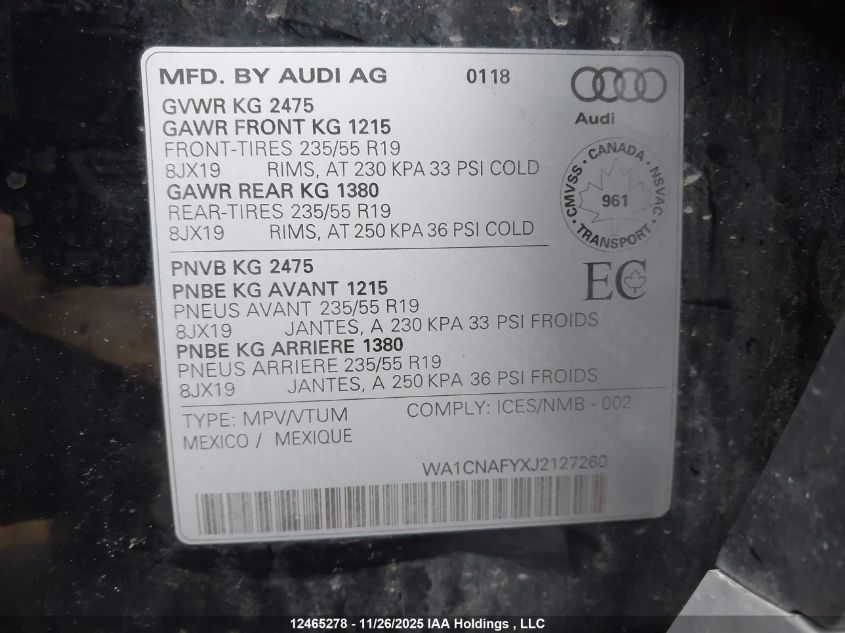 MFD. BY AUDI AG 0118
Audi
GVWR KG 2475
GAWR FRONT KG 1215
FRONT-TIRES 235/55 R19
8JX19 RIMS, AT 230 KPA 33 PSI COLD
GAWR REAR KG 1380
REAR-TIRES 235/55 R19
8JX19 RIMS, AT 250 KPA 36 PSI COLD
CMVSS • CANADA • NSVAC • TRANSPORT •
961
PNVB KG 2475
PNBE KG AVANT 1215
PNEUS AVANT 235/55 R19
8JX19 JANTES, A 230 KPA 33 PSI FROIDS
PNBE KG ARRIERE 1380
PNEUS ARRIERE 235/55 R19
8JX19 JANTES, A 250 KPA 36 PSI FROIDS
EC
TYPE: MPV/VTUM COMPLY: ICES/NMB - 002
MEXICO / MEXIQUE
WA1CNAFYXJ2127260
12465278 - 11/26/2025 IAA Holdings , LLC